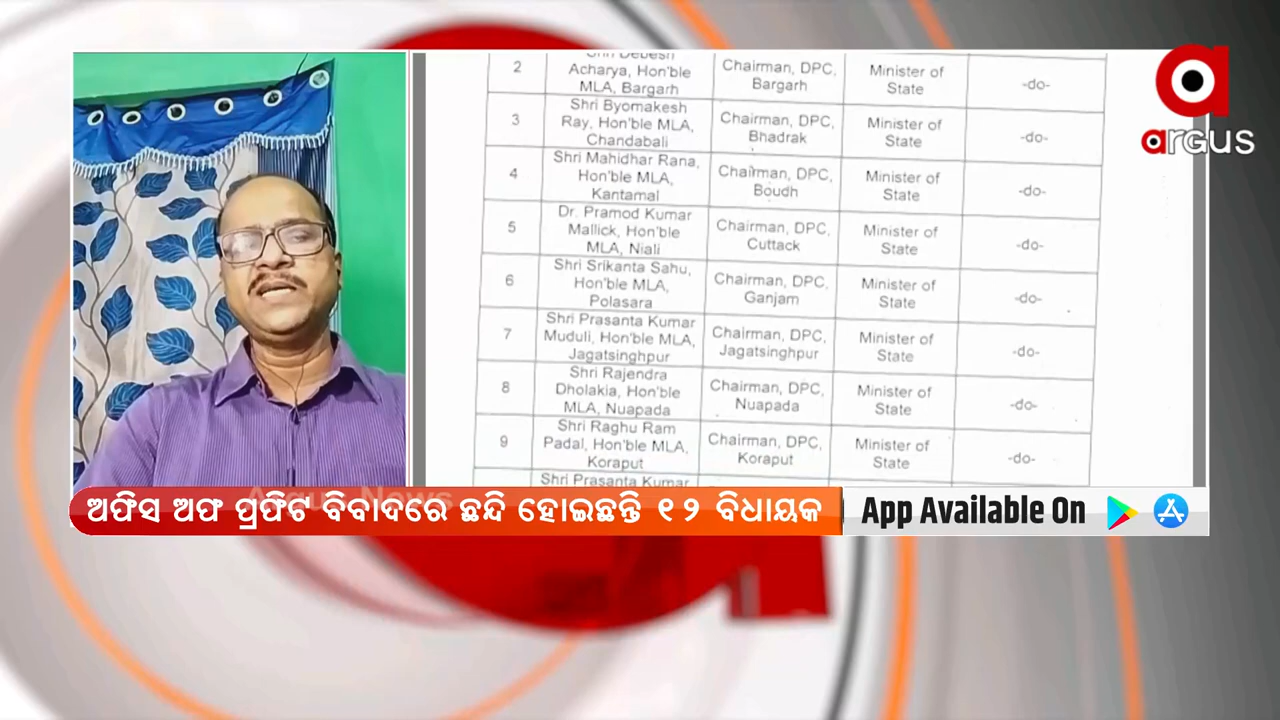 argus
2
Shri Debesh
Acharya, Hon'ble
MLA, Bargarh
Chairman, DPC,
Bargarh
Minister of
State
-do-
3
Shri Byomakesh
Ray, Hon'ble MLA,
Chandabali
Chairman, DPC,
Bhadrak
Minister of
State
-do-
4
Shri Mahidhar Rana,
Hon'ble MLA,
Kantamal
Chairman, DPC,
Boudh
Minister of
State
-do-
5
Dr. Pramod Kumar
Mallick, Hon'ble
MLA, Niali
Chairman, DPC,
Cuttack
Minister of
State
-do-
6
Shri Srikanta Sahu,
Hon'ble MLA,
Polasara
Chairman, DPC,
Ganjam
Minister of
State
-do-
7
Shri Prasanta Kumar
Muduli, Hon'ble MLA,
Jagatsinghpur
Chairman, DPC,
Jagatsinghpur
Minister of
State
-do-
8
Shri Rajendra
Dholakia, Hon'ble
MLA, Nuapada
Chairman, DPC,
Nuapada
Minister of
State
-do-
9
Shri Raghu Ram
Padal, Hon'ble MLA,
Koraput
Chairman, DPC,
Koraput
Minister of
State
-do-
Shri Prasanta Kumar
Argus News
ଅଫିସ ଅଫ ପ୍ରଫିଟ ବିବାଦରେ ଛନ୍ଦି ହୋଇଛନ୍ତି ୧୨ ବିଧାୟକ
App Available On